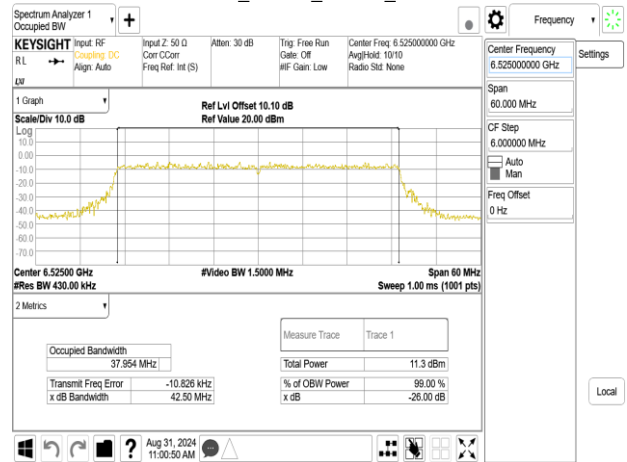 Spectrum Analyzer 1
Occupied BW
Frequency
KEYSIGHT
RL
LXI
Input: RF
Coupling: DC
Align: Auto
Input Z: 50 Ω
Corr CCorr
Freq Ref: Int (S)
Atten: 30 dB
Trig: Free Run
Gate: Off
#IF Gain: Low
Center Freq: 6.525000000 GHz
Avg|Hold: 10/10
Radio Std: None
Center Frequency
6.525000000 GHz
Settings
Span
60.000 MHz
CF Step
6.000000 MHz
Auto
Man
Freq Offset
0 Hz
1 Graph
Scale/Div 10.0 dB
Ref Lvl Offset 10.10 dB
Ref Value 20.00 dBm
Log
10.0
0.00
-10.0
-20.0
-30.0
-40.0
-50.0
-60.0
-70.0
Center 6.52500 GHz
#Video BW 1.5000 MHz
Span 60 MHz
#Res BW 430.00 kHz
Sweep 1.00 ms (1001 pts)
2 Metrics
Measure Trace
Trace 1
Occupied Bandwidth
37.954 MHz
Total Power
11.3 dBm
Transmit Freq Error
-10.826 kHz
% of OBW Power
99.00 %
x dB Bandwidth
42.50 MHz
x dB
-26.00 dB
Local
?
Aug 31, 2024
11:00:50 AM